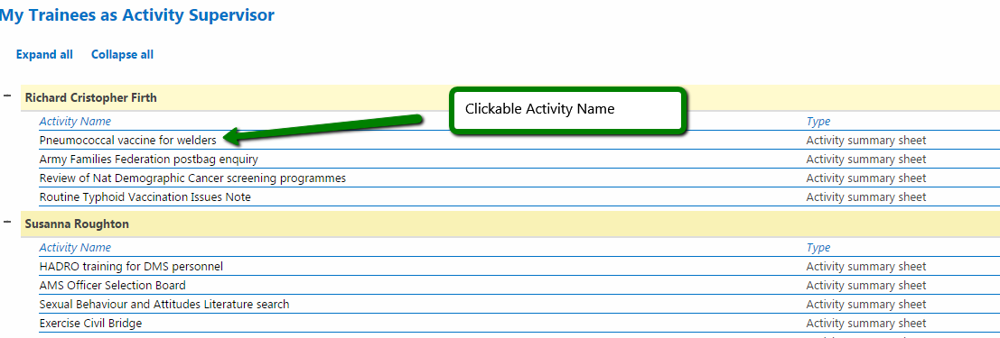 My Trainees as Activity Supervisor
Expand all Collapse all
Richard Cristopher Firth
Clickable Activity Name
Activity Name Type
Pneumococcal vaccine for welders Activity summary sheet
Army Families Federation postbag enquiry Activity summary sheet
Review of Nat Demographic Cancer screening programmes Activity summary sheet
Routine Typhoid Vaccination Issues Note Activity summary sheet
Susanna Roughton
Activity Name Type
HADRO training for DMS personnel Activity summary sheet
AMS Officer Selection Board Activity summary sheet
Sexual Behaviour and Attitudes Literature search Activity summary sheet
Exercise Civil Bridge Activity summary sheet